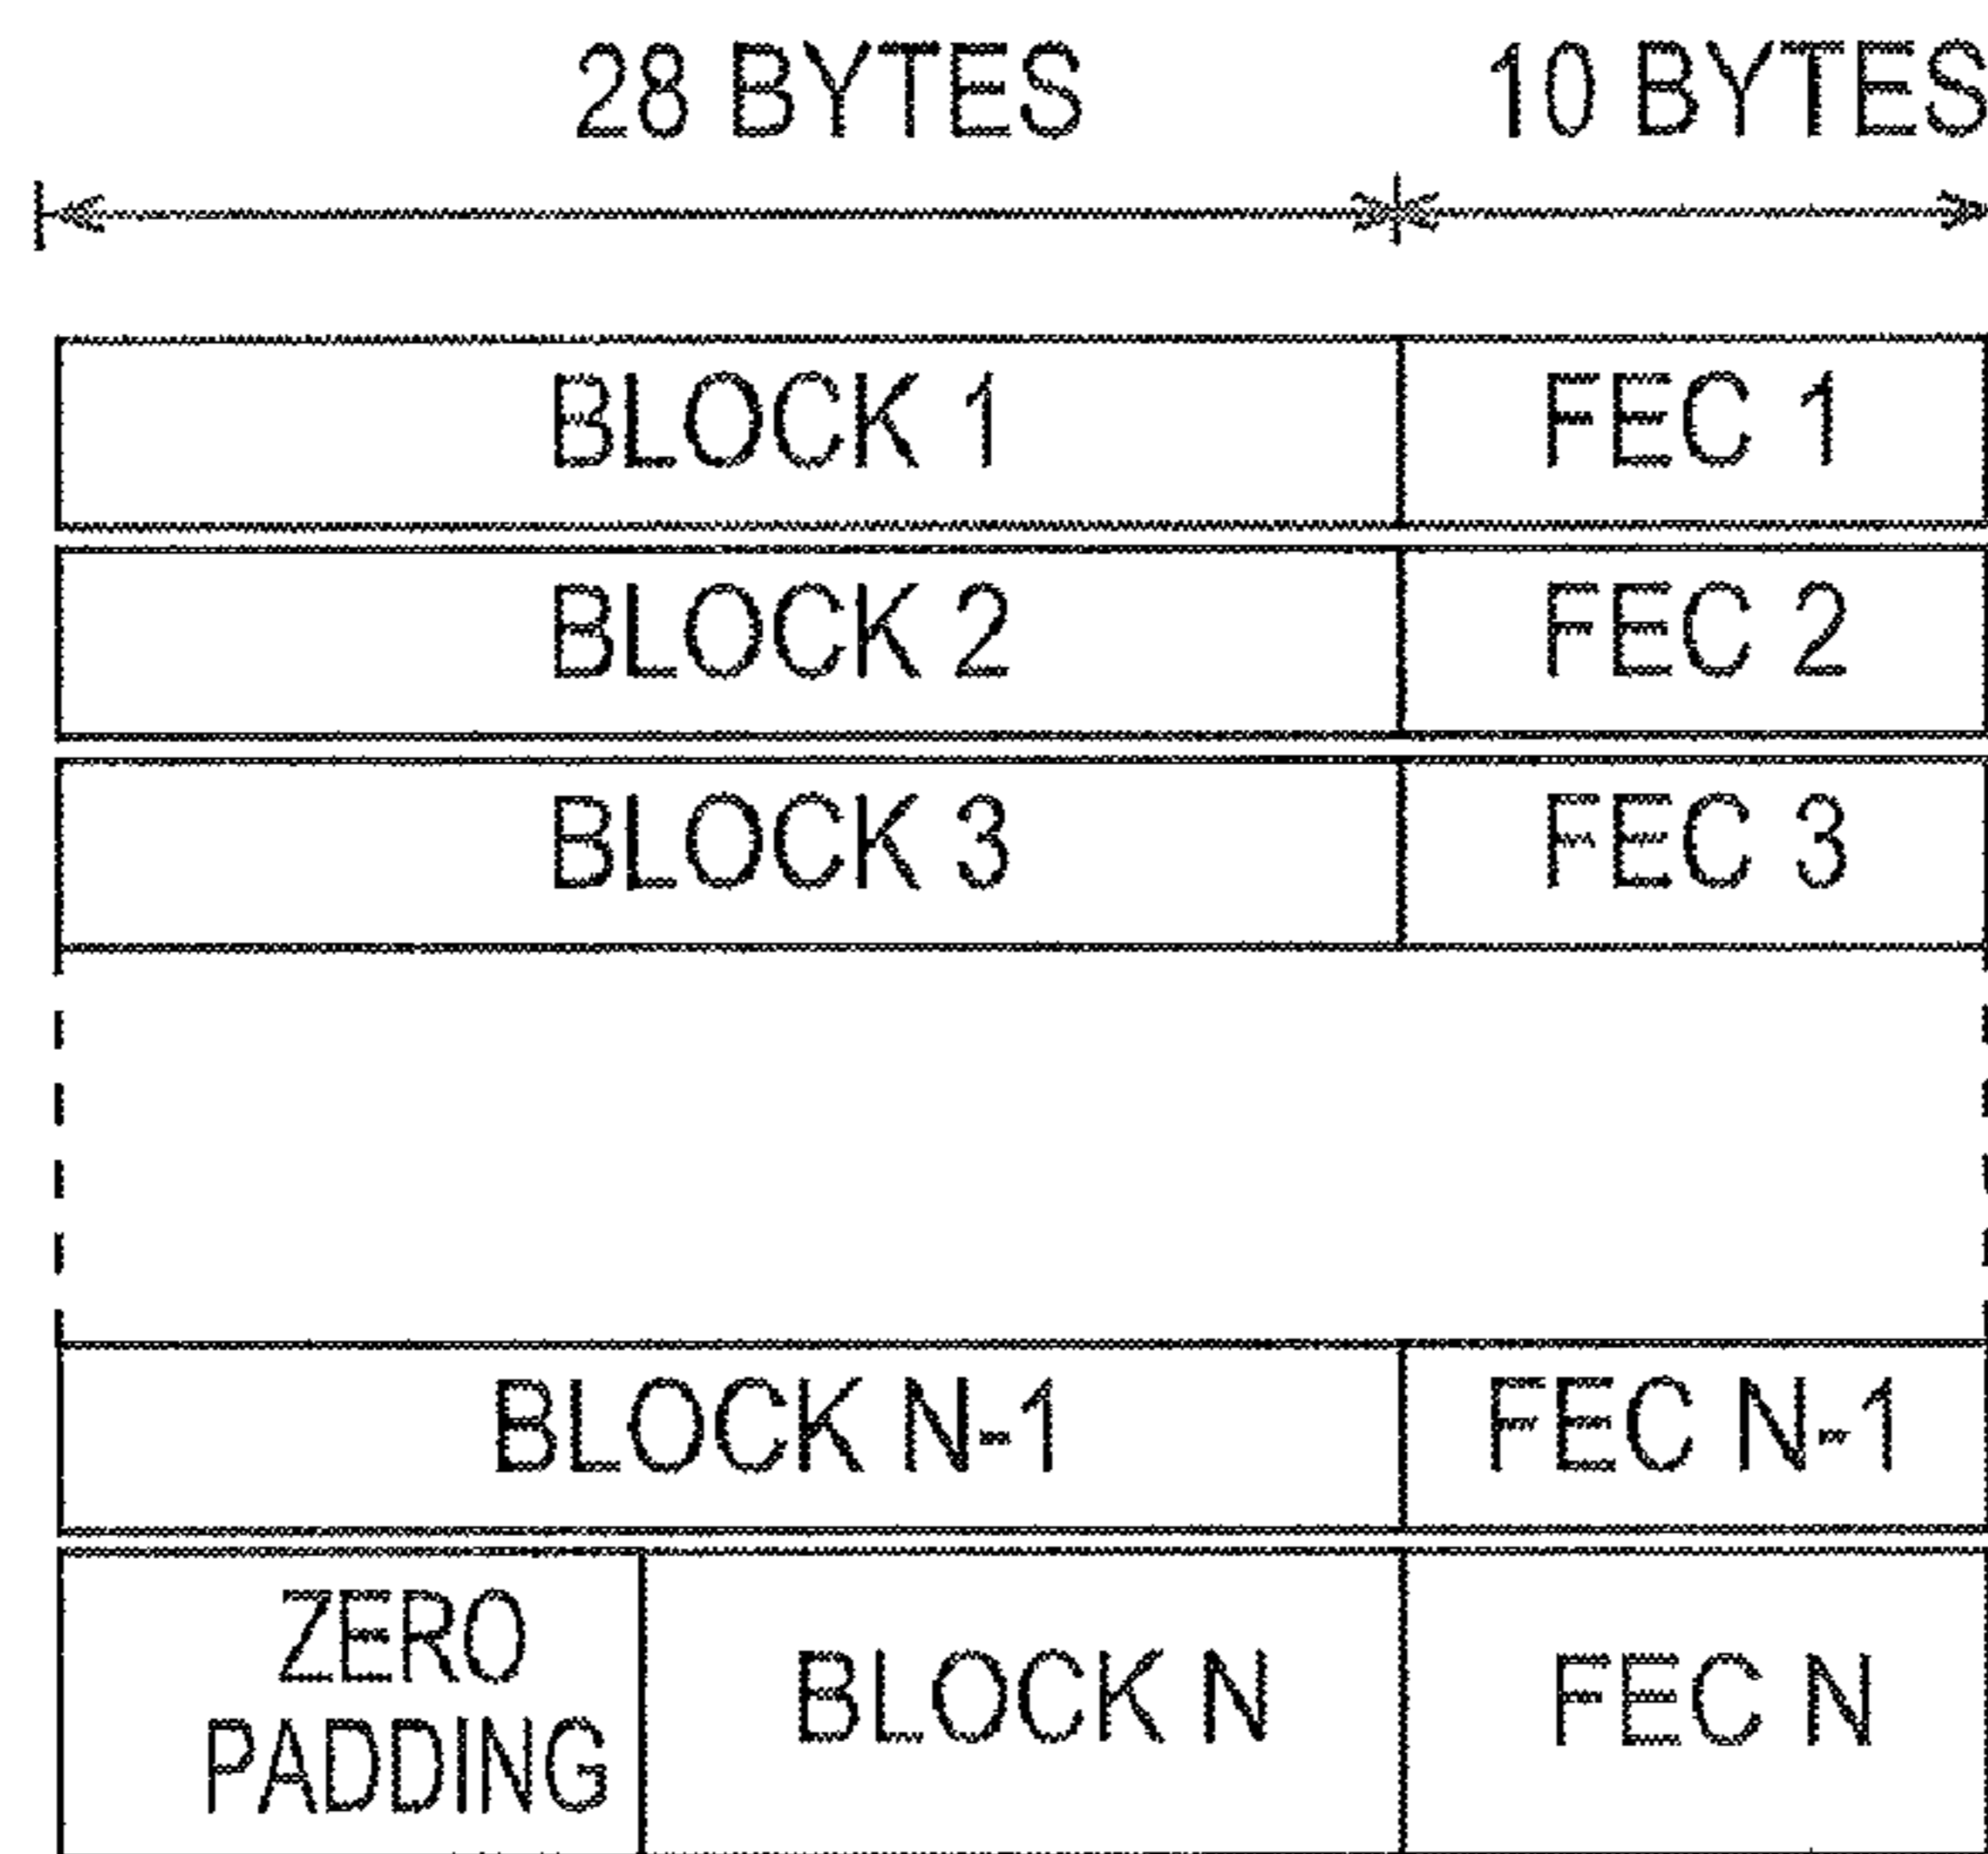 28 BYTES 10 BYTES
BLOCK 1 FEC 1
BLOCK 2 FEC 2
BLOCK 3 FEC 3
BLOCK N-1 FEC N-1
ZERO
PADDING
BLOCK N FEC N